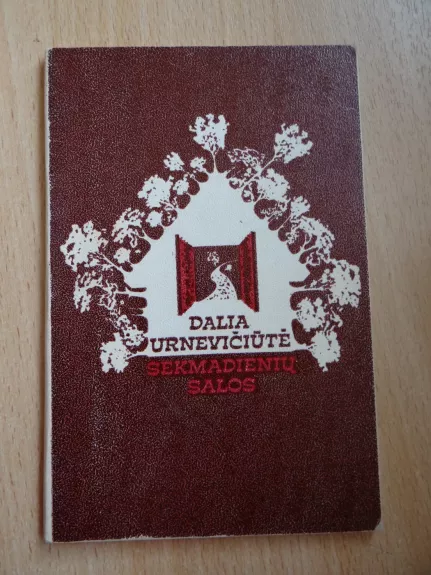 DALIA
URNEVIČIŪTĖ
SEKMADIENIŲ
SALOS